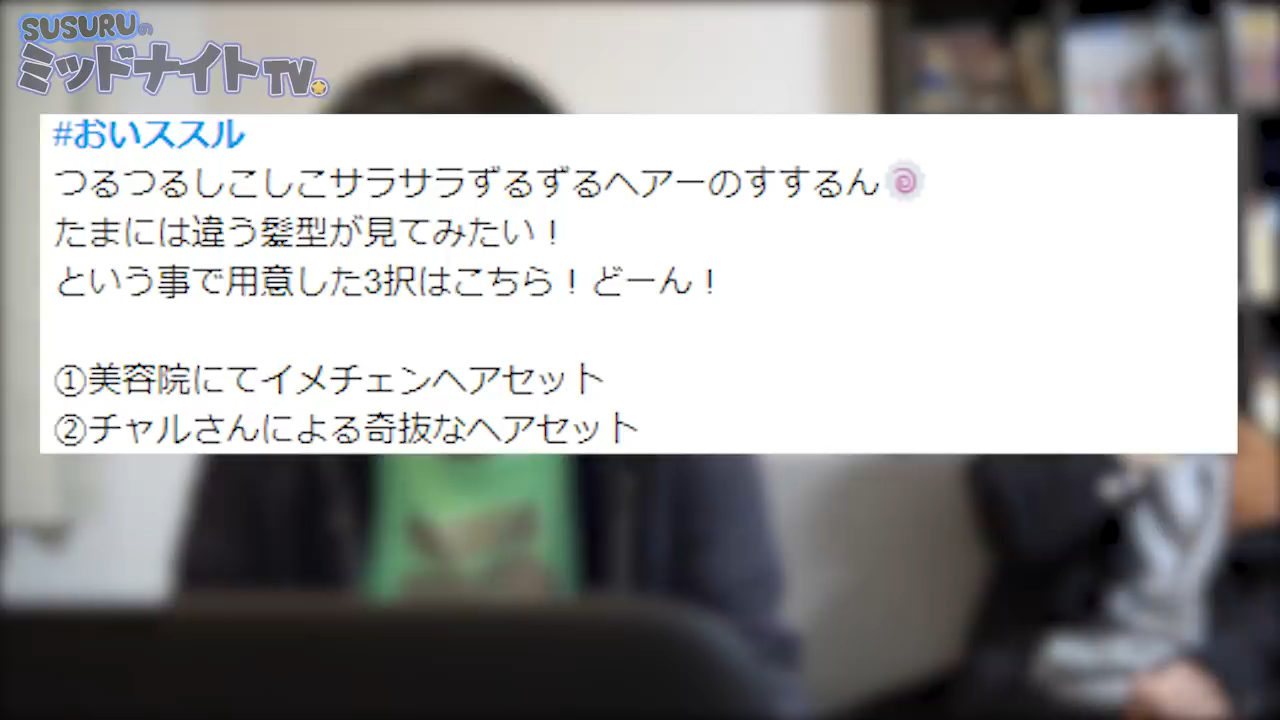 SUSURUの
ミッドナイトTV
#おいススル
つるつるしこしこサラサラずるずるヘアーのすするん🍥
たまには違う髪型が見てみたい！
という事で用意した3択はこちら！どーん！
①美容院にてイメチェンヘアセット
②チャルさんによる奇抜なヘアセット